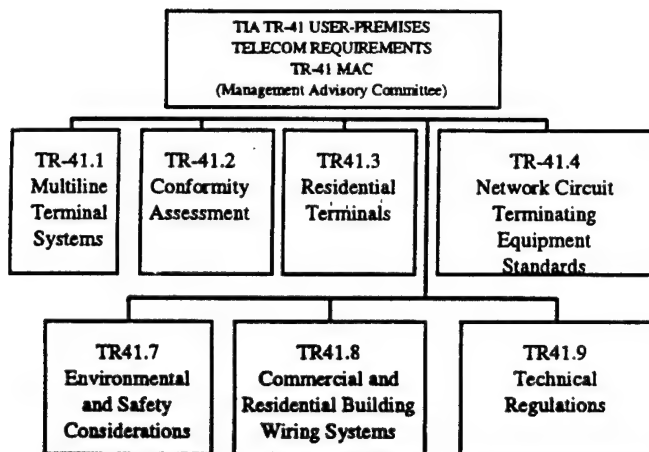 TIA TR-41 USER-PREMISES
TELECOM REQUIREMENTS
TR-41 MAC
(Management Advisory Committee)
TR-41.1
Multiline
Terminal
Systems
TR-41.2
Conformity
Assessment
TR41.3
Residential
Terminals
TR-41.4
Network Circuit
Terminating
Equipment
Standards
TR41.7
Environmental
and Safety
Considerations
TR41.8
Commercial and
Residential Building
Wiring Systems
TR41.9
Technical
Regulations